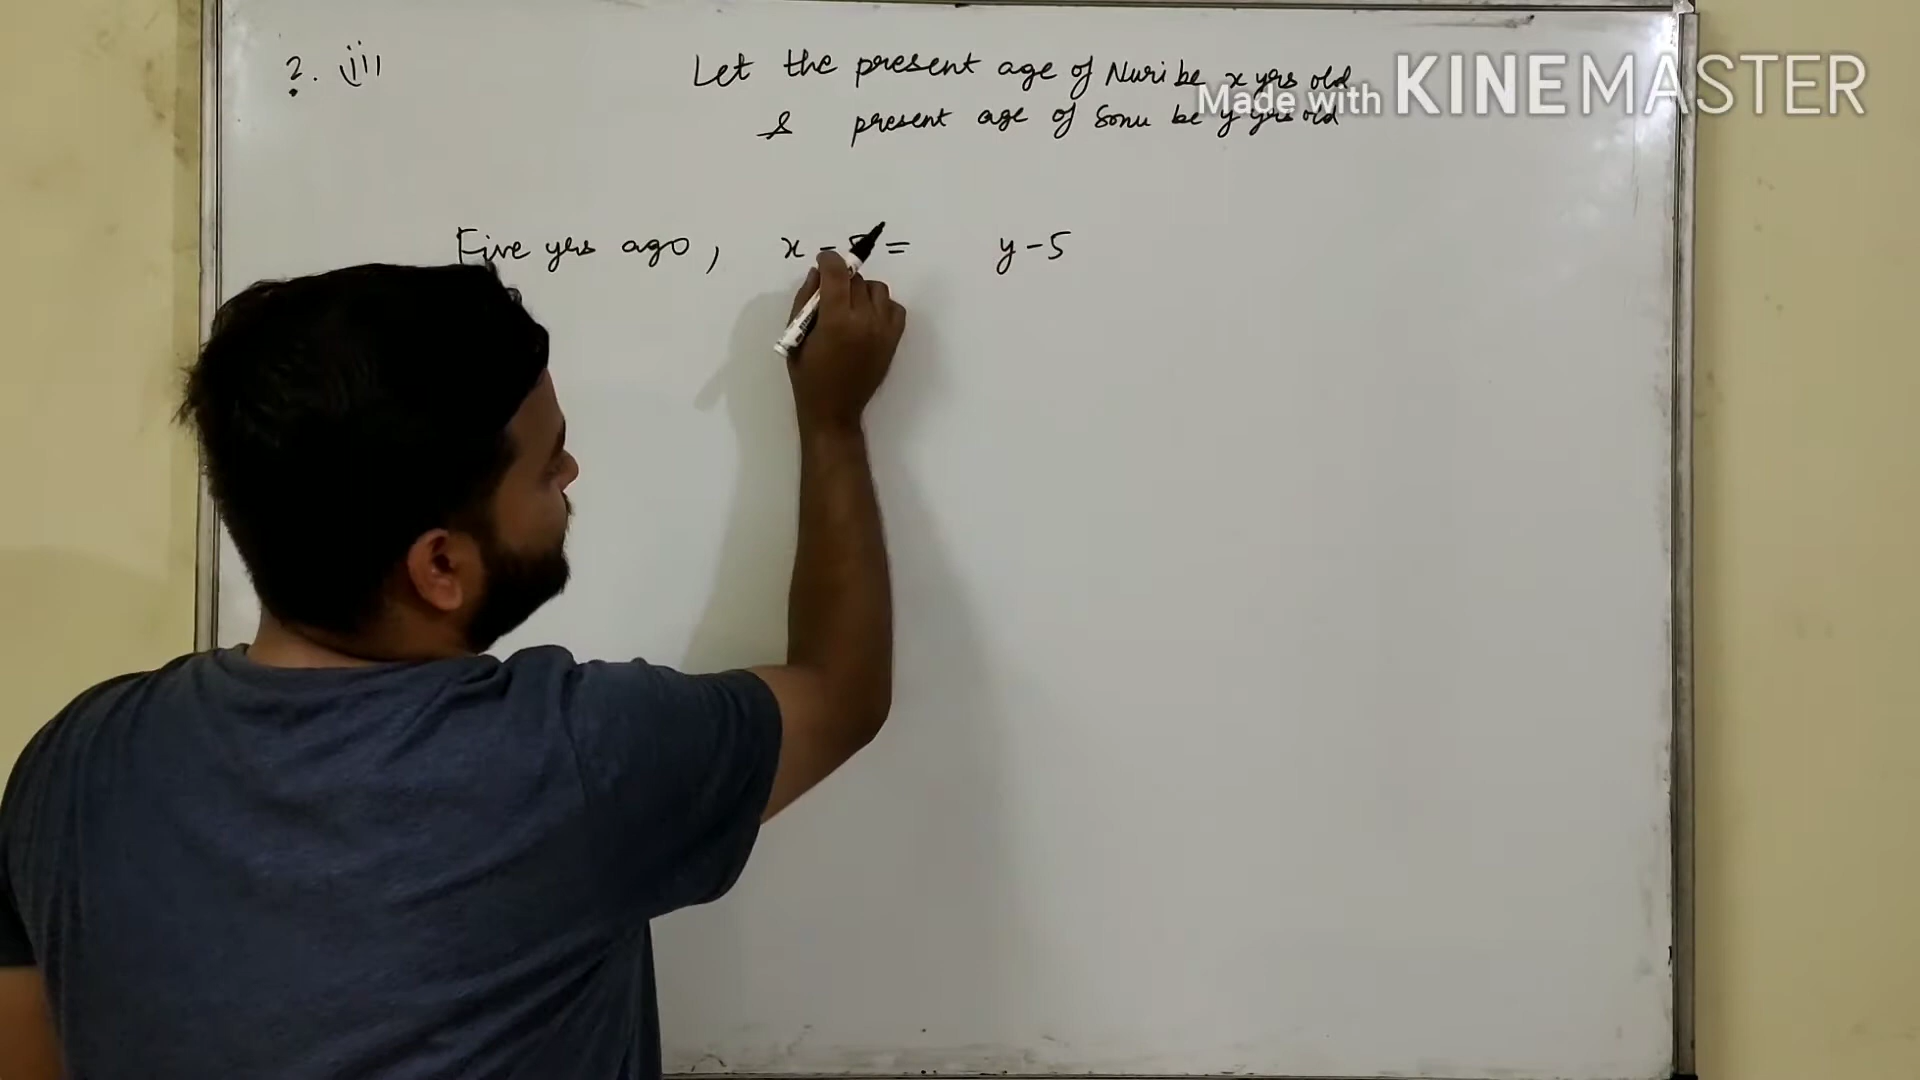 2. iii
Let the present age of Nuri be x yrs old
& present age of Sonu be y yrs old
Made with KINEMASTER
Five yrs ago, x - 5 = y - 5